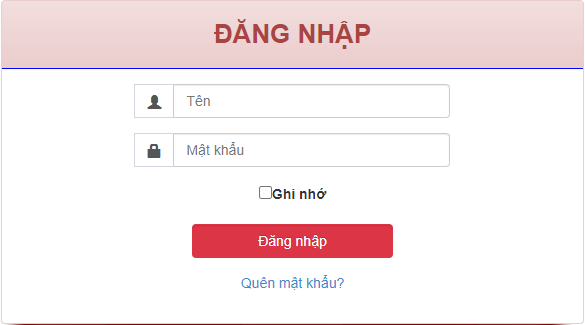 ĐĂNG NHẬP
Tên
Mật khẩu
Ghi nhớ
Đăng nhập
Quên mật khẩu?